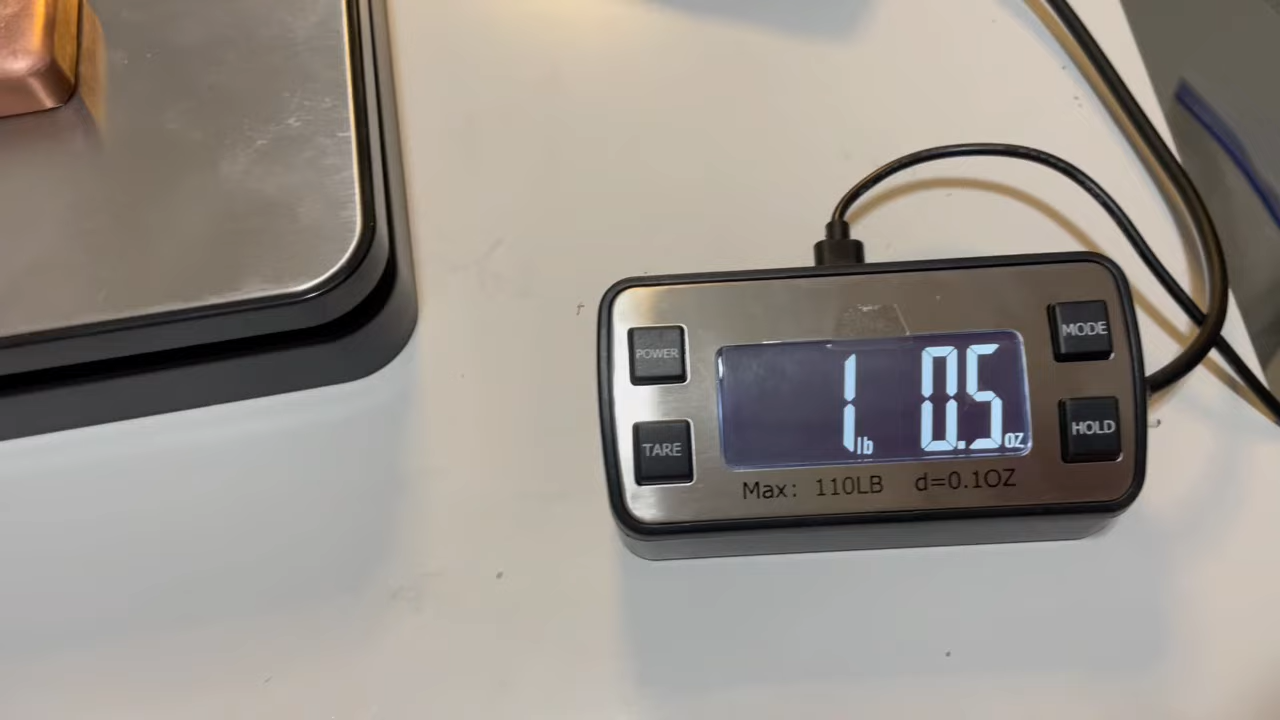 POWER
MODE
1 lb 0.5 oz
TARE
HOLD
Max: 110LB d=0.1OZ